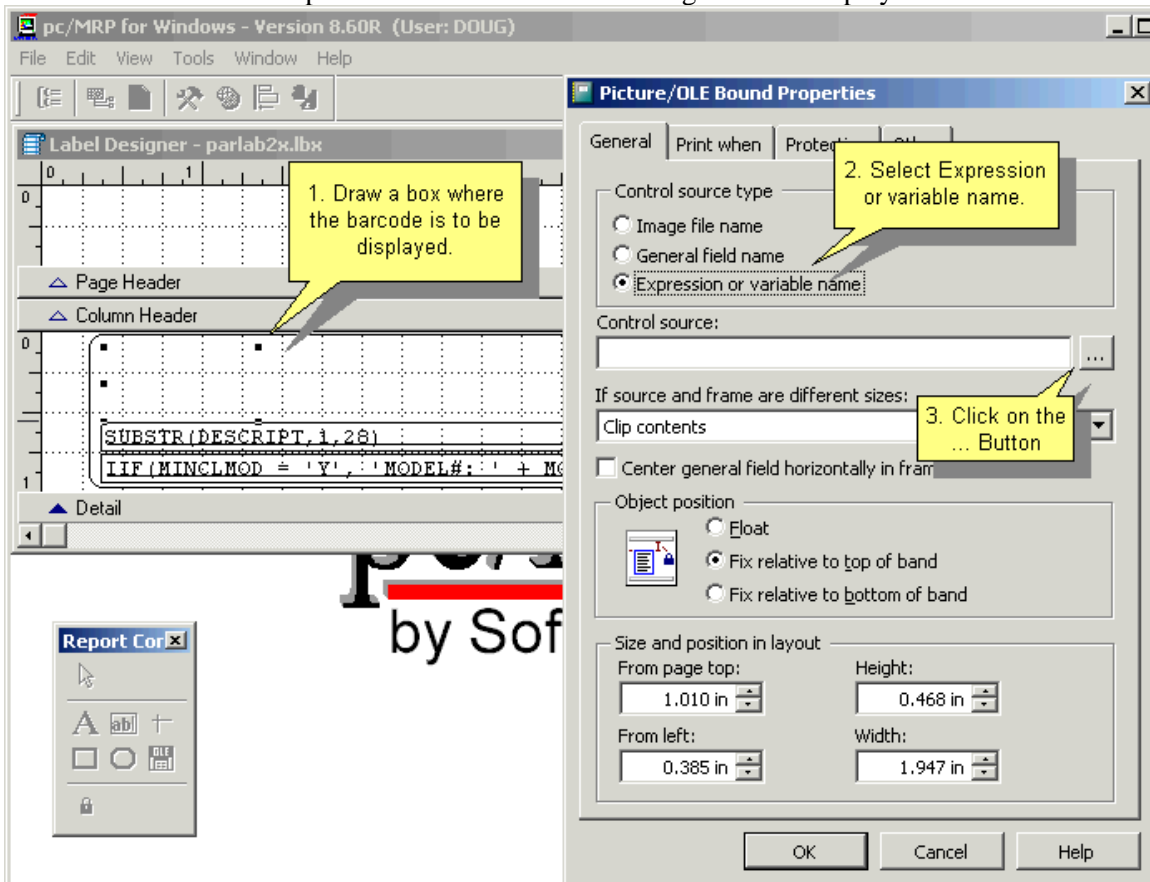 pc/MRP for Windows - Version 8.60R (User: DOUG)
File Edit View Tools Window Help
Label Designer - parlab2x.lbx
0 1
0
1. Draw a box where
the barcode is to be
displayed.
Page Header
Column Header
0
SUBSTR(DESCRIPT,1,28)
IIF(MINCLMOD = 'Y', 'MODEL#: ' + MO
1
Detail
by Sof
Report Cor
A ab|
OLE
Picture/OLE Bound Properties
General Print when
2. Select Expression
or variable name.
Control source type
Image file name
General field name
Expression or variable name
Control source:
...
If source and frame are different sizes:
Clip contents
3. Click on the
... Button
Center general field horizontally in fram
Object position
Float
Fix relative to top of band
Fix relative to bottom of band
Size and position in layout
From page top: Height:
1.010 in 0.468 in
From left: Width:
0.385 in 1.947 in
OK Cancel Help